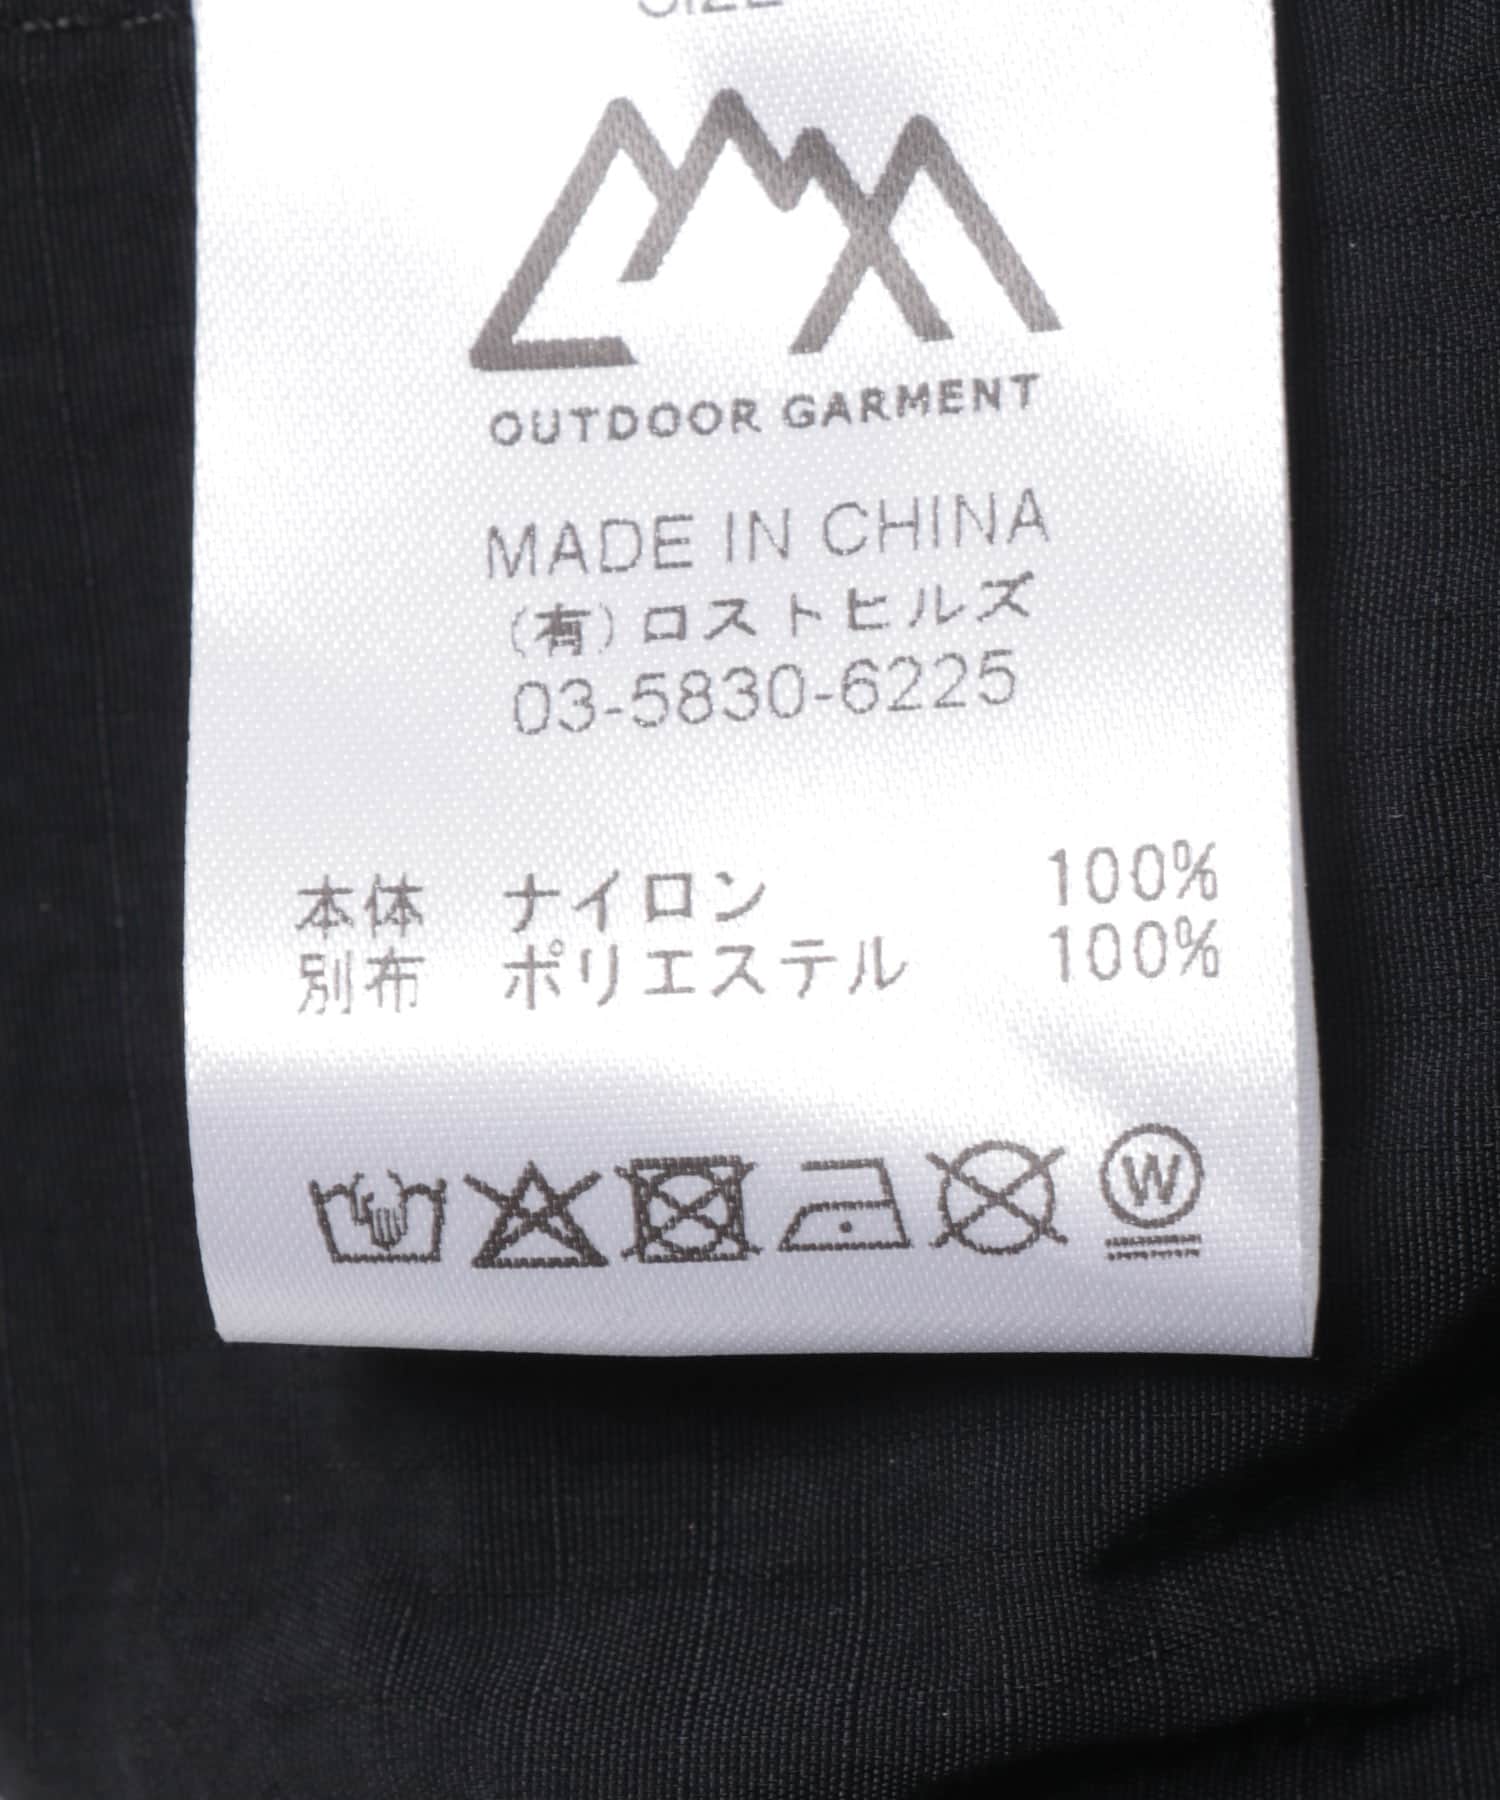 SIZE
OUTDOOR GARMENT
MADE IN CHINA
(有)ロストヒルズ
03-5830-6225
本体 ナイロン 100%
別布 ポリエステル 100%
W